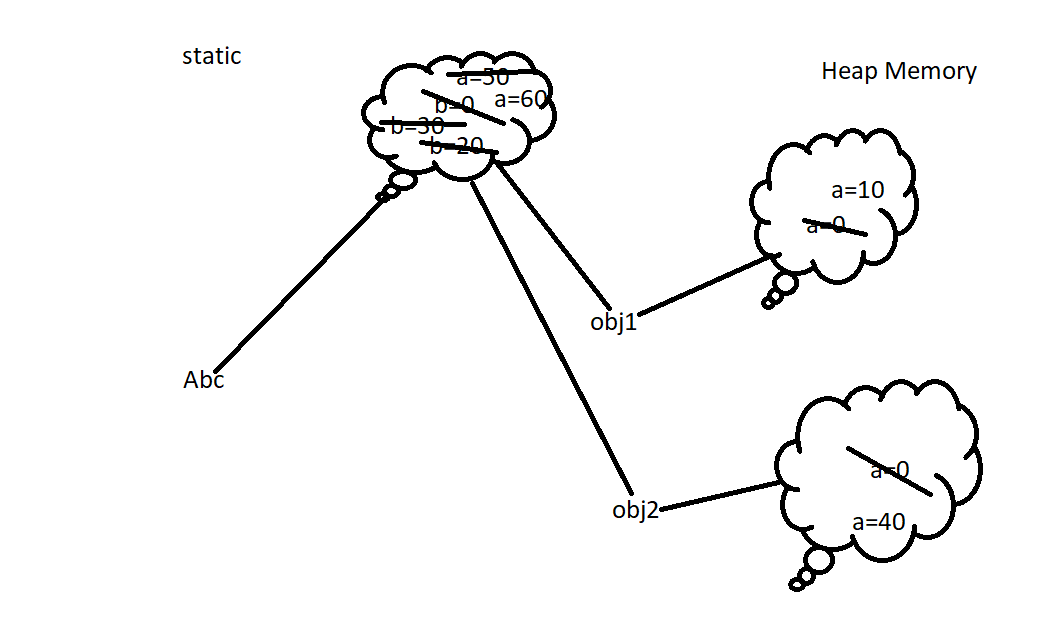 static
Heap Memory
a=50
b=0
a=60
b=30
b=20
a=10
a=0
obj1
Abc
a=0
obj2
a=40